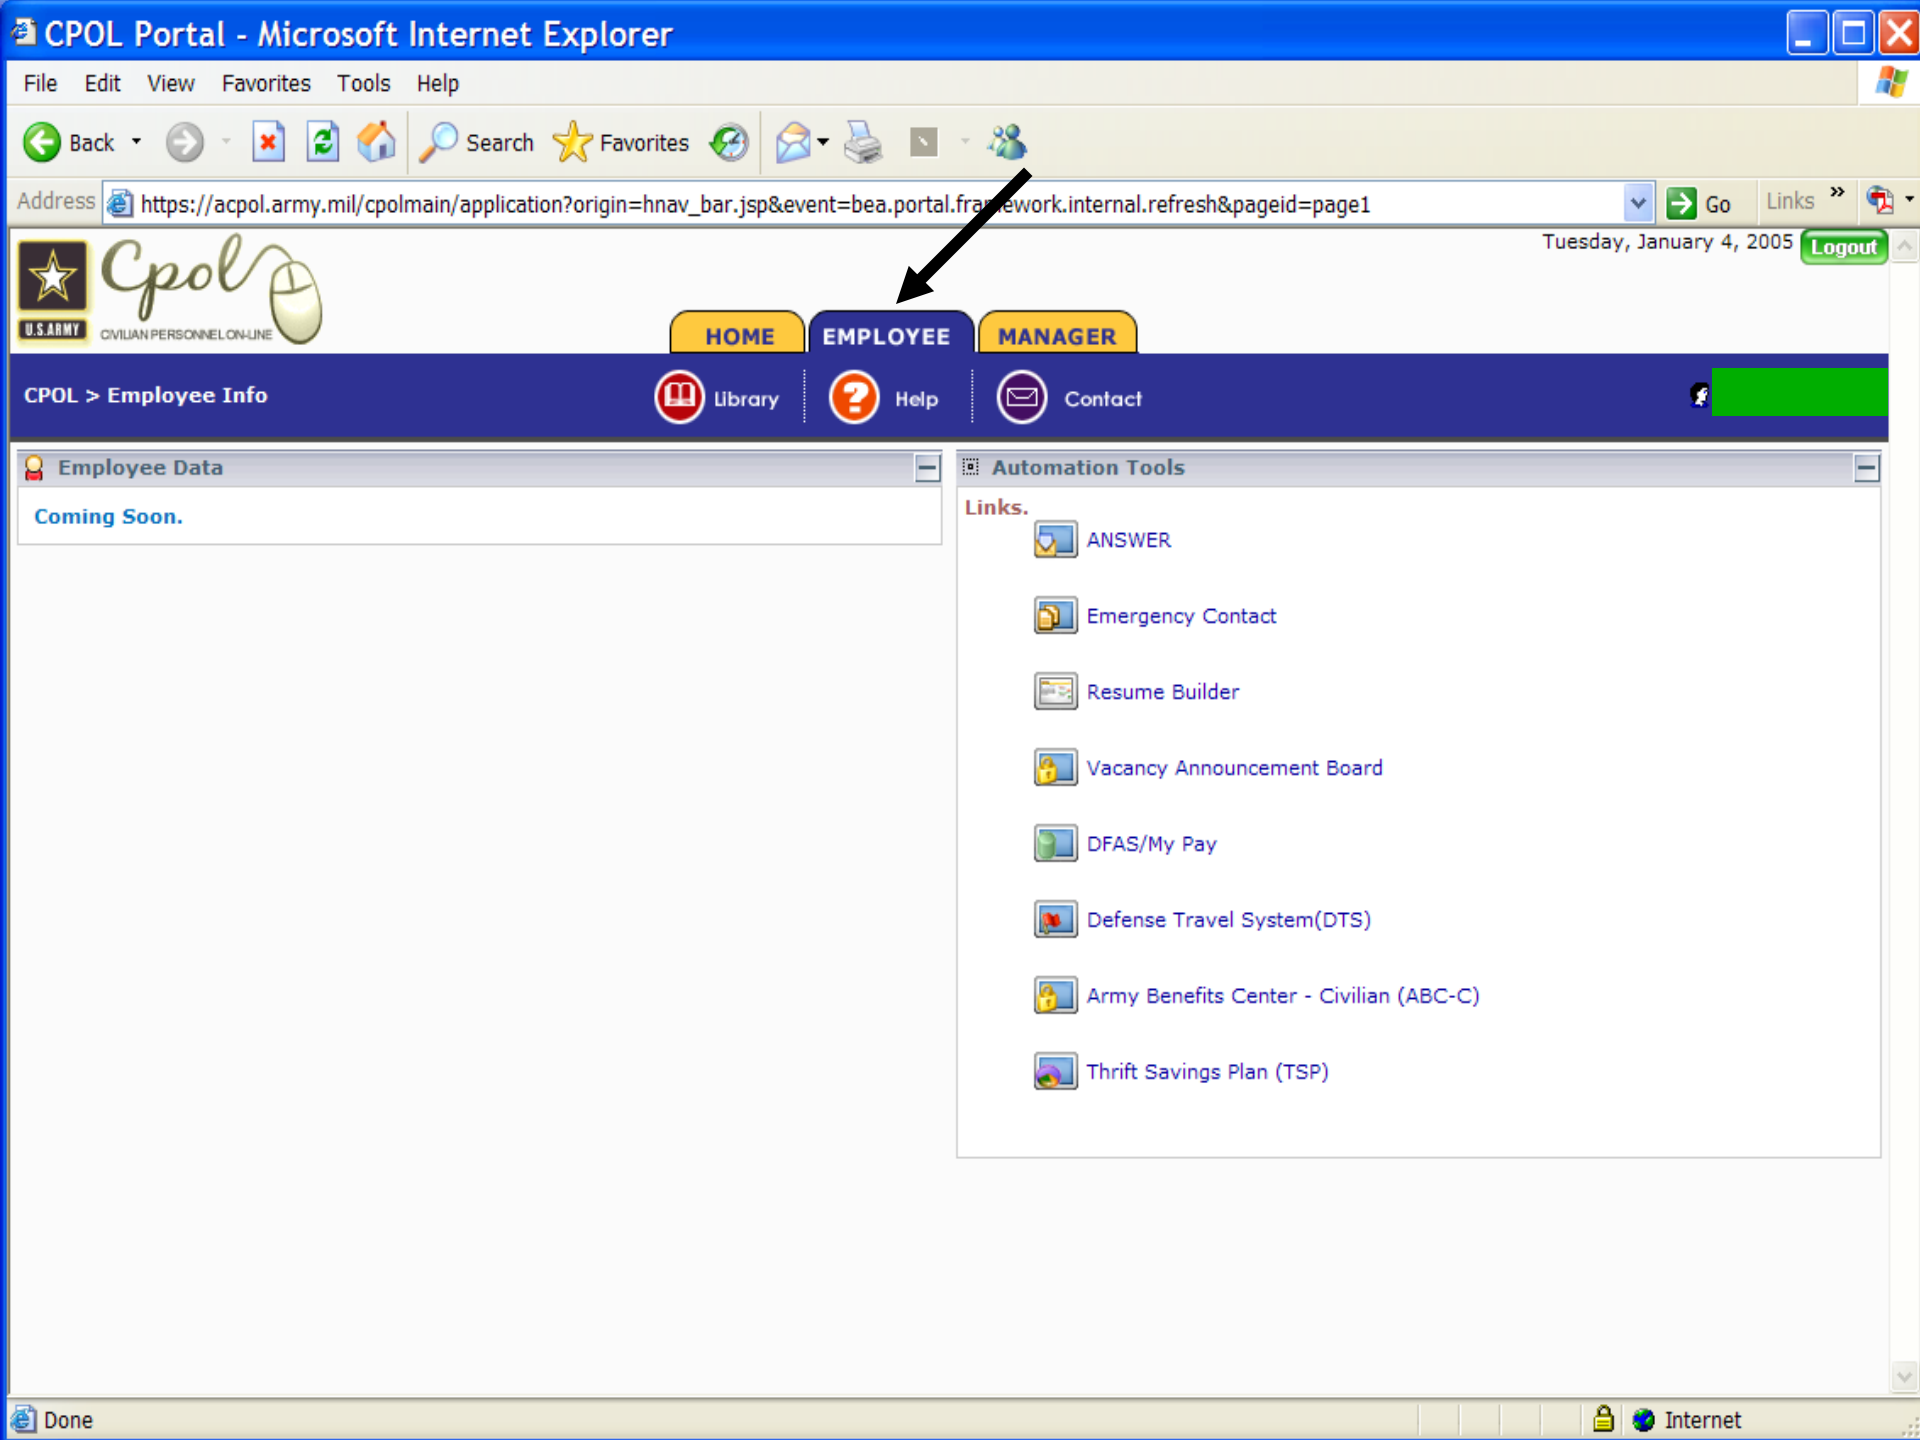 CPOL Portal - Microsoft Internet Explorer
File Edit View Favorites Tools Help
Back Search Favorites
Address https://acpol.army.mil/cpolmain/application?origin=hnav_bar.jsp&event=bea.portal.framework.internal.refresh&pageid=page1 Go Links »
Tuesday, January 4, 2005 Logout
Cpol
U.S.ARMY CIVILIAN PERSONNEL ON-LINE
HOME EMPLOYEE MANAGER
CPOL > Employee Info Library Help Contact
Employee Data
Coming Soon.
Automation Tools
Links.
ANSWER
Emergency Contact
Resume Builder
Vacancy Announcement Board
DFAS/My Pay
Defense Travel System(DTS)
Army Benefits Center - Civilian (ABC-C)
Thrift Savings Plan (TSP)
Done Internet